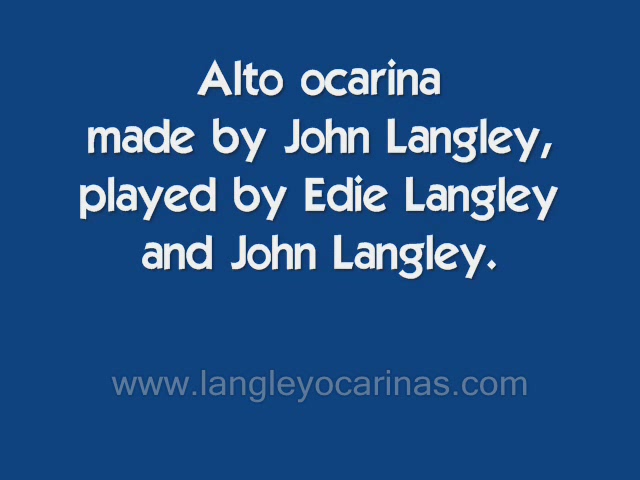 Alto ocarina
made by John Langley,
played by Edie Langley
and John Langley.
www.langleyocarinas.com